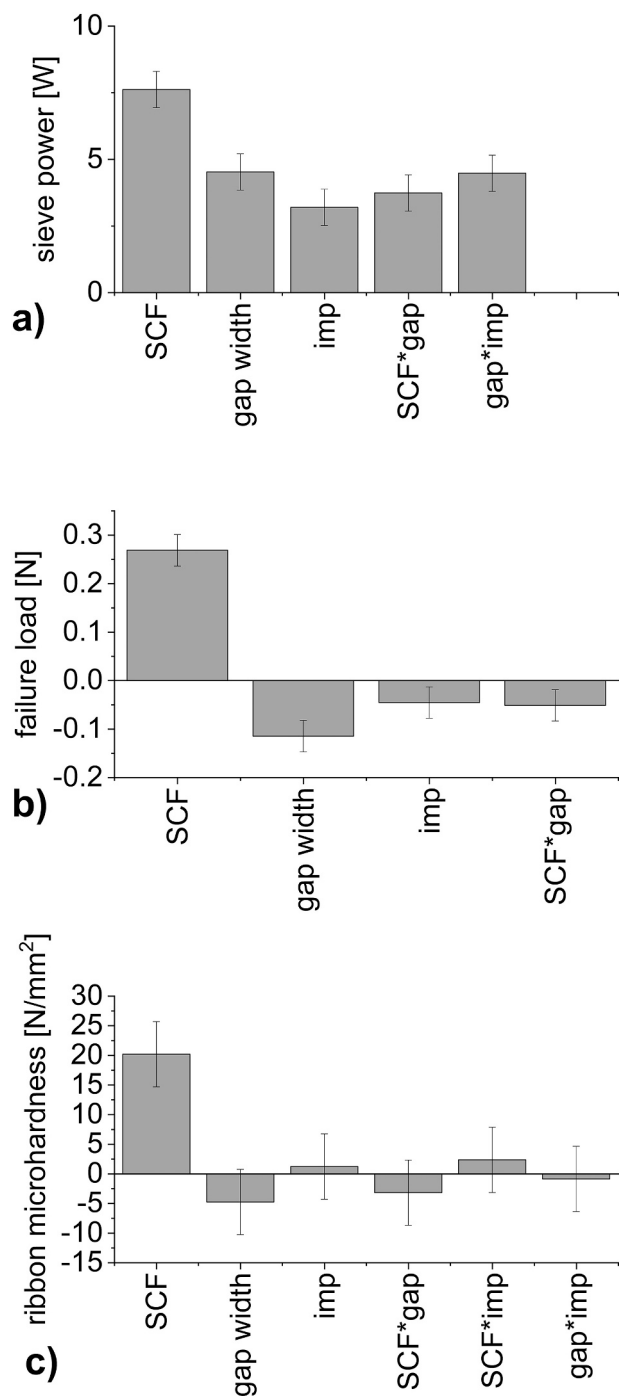 sieve power [W]
10
5
0
SCF
gap width
imp
SCF*gap
gap*imp
a)
failure load [N]
0.3
0.2
0.1
0.0
-0.1
-0.2
SCF
gap width
imp
SCF*gap
b)
ribbon microhardness [N/mm²]
30
25
20
15
10
5
0
-5
-10
-15
SCF
gap width
imp
SCF*gap
SCF*imp
gap*imp
c)